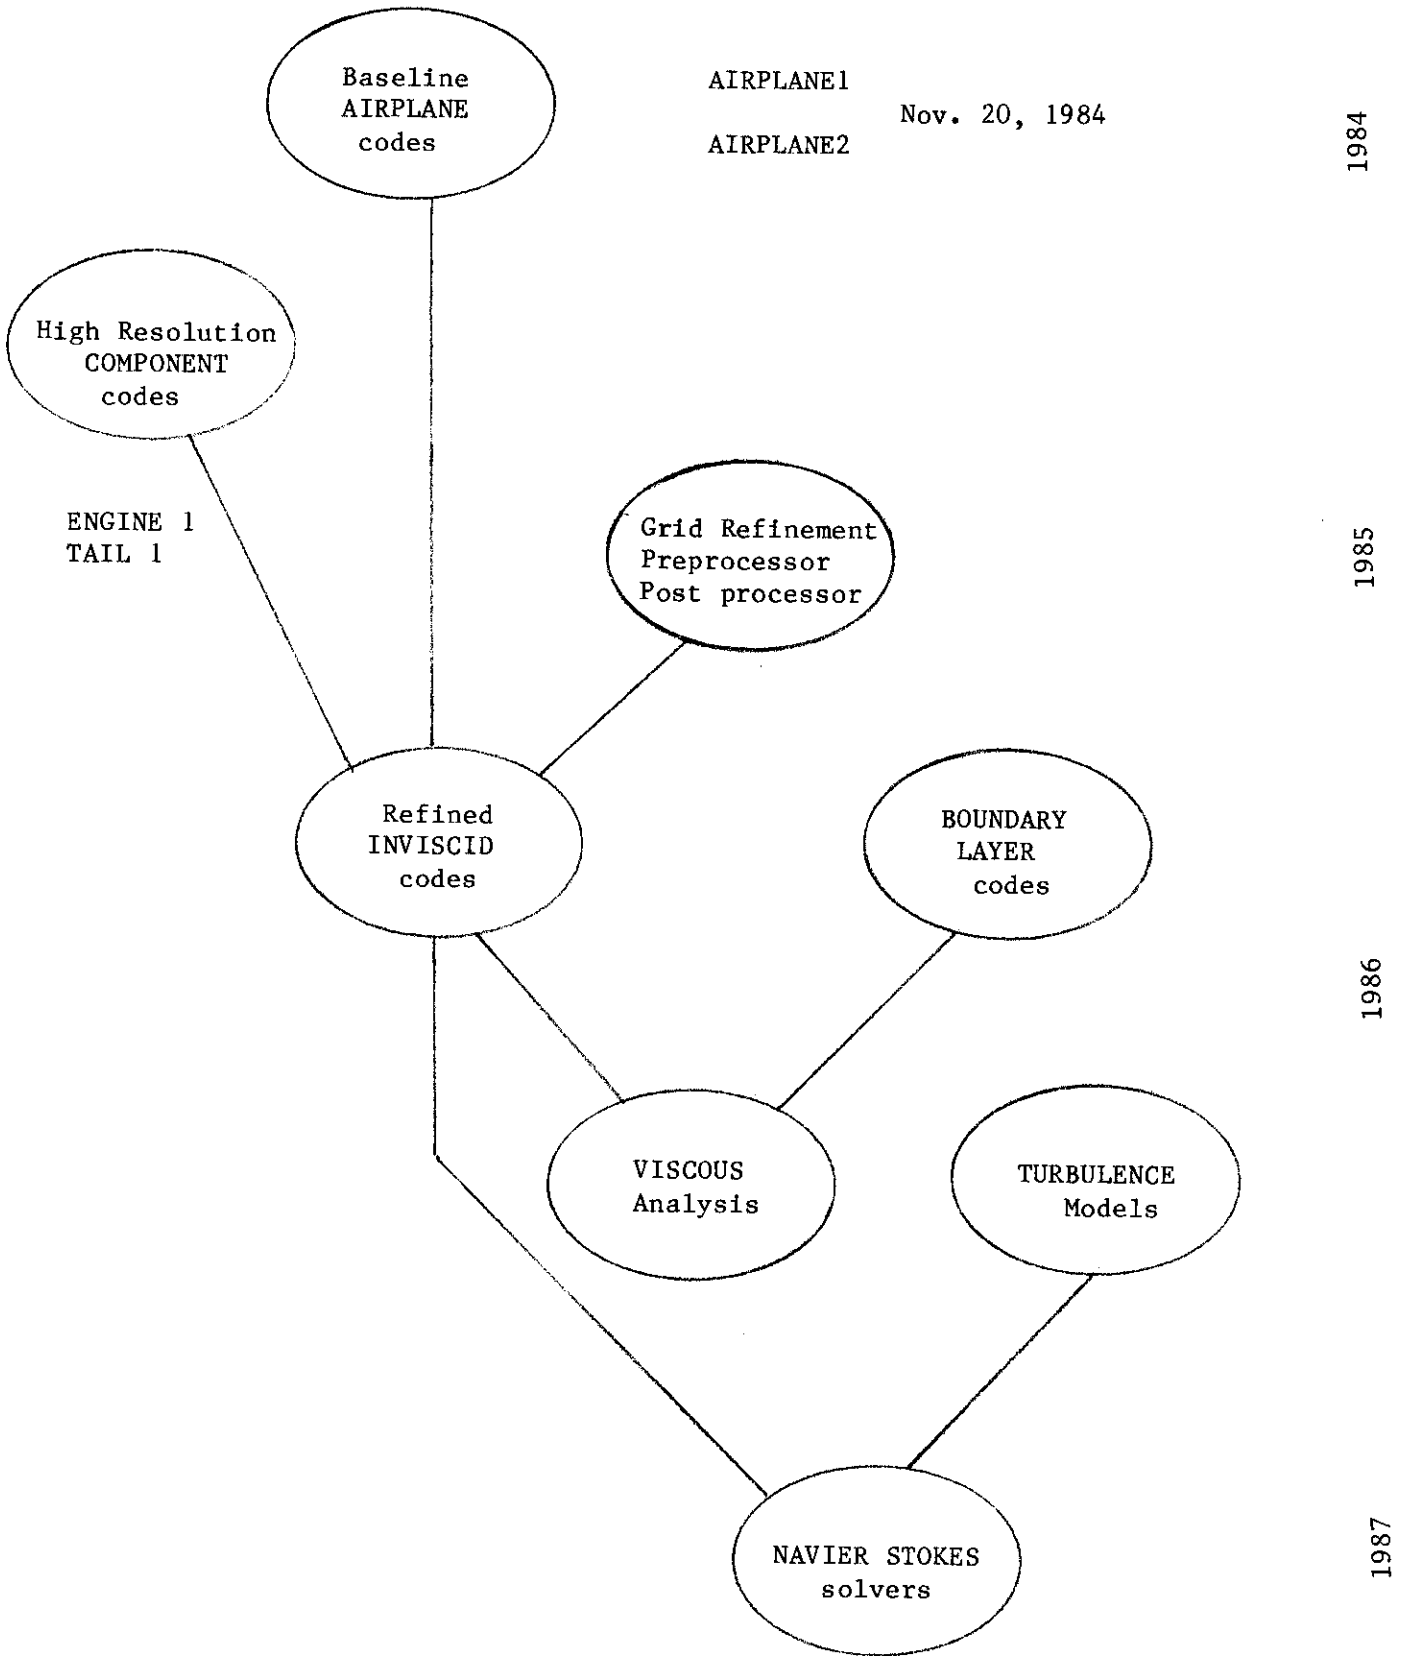 Baseline
AIRPLANE
codes
AIRPLANE1
Nov. 20, 1984
AIRPLANE2
1984
High Resolution
COMPONENT
codes
ENGINE 1
TAIL 1
Grid Refinement
Preprocessor
Post processor
1985
Refined
INVISCID
codes
BOUNDARY
LAYER
codes
1986
VISCOUS
Analysis
TURBULENCE
Models
NAVIER STOKES
solvers
1987